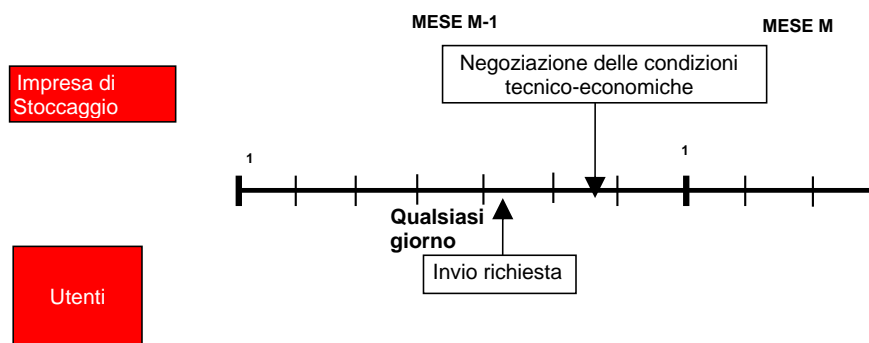 MESE M-1
MESE M
Negoziazione delle condizioni
tecnico-economiche
Impresa di
Stoccaggio
1
1
Qualsiasi
giorno
Invio richiesta
Utenti